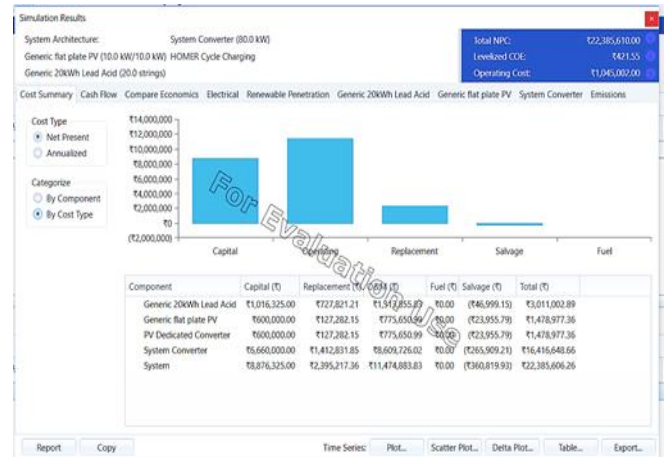 Simulation Results
System Architecture: System Converter (80.0 kW)
Generic flat plate PV (10.0 kW/10.0 kW) HOMER Cycle Charging
Generic 20kWh Lead Acid (20.0 strings)
Total NPC: ₹22,385,610.00
Levelized COE: ₹421.55
Operating Cost: ₹1,045,002.00
Cost Summary Cash Flow Compare Economics Electrical Renewable Penetration Generic 20kWh Lead Acid Generic flat plate PV System Converter Emissions
Cost Type
Net Present
Annualized
Categorize
By Component
By Cost Type
₹14,000,000
₹12,000,000
₹10,000,000
₹8,000,000
₹6,000,000
₹4,000,000
₹2,000,000
₹0
(₹2,000,000)
Capital Operating Replacement Salvage Fuel
For Evaluation Use
Component Capital (₹) Replacement (₹) O&M (₹) Fuel (₹) Salvage (₹) Total (₹)
Generic 20kWh Lead Acid ₹1,016,325.00 ₹727,821.21 ₹0.00 (₹46,999.15) ₹3,011,002.89
Generic flat plate PV ₹600,000.00 ₹127,282.15 ₹775,650.99 ₹0.00 (₹23,955.79) ₹1,478,977.36
PV Dedicated Converter ₹600,000.00 ₹127,282.15 ₹775,650.99 ₹0.00 (₹23,955.79) ₹1,478,977.36
System Converter ₹6,660,000.00 ₹1,412,831.85 ₹8,609,726.02 ₹0.00 (₹265,909.21) ₹16,416,648.66
System ₹8,876,325.00 ₹2,395,217.36 ₹11,474,883.83 ₹0.00 (₹360,819.93) ₹22,385,606.26
Report Copy Time Series: Plot... Scatter Plot... Delta Plot... Table... Export...